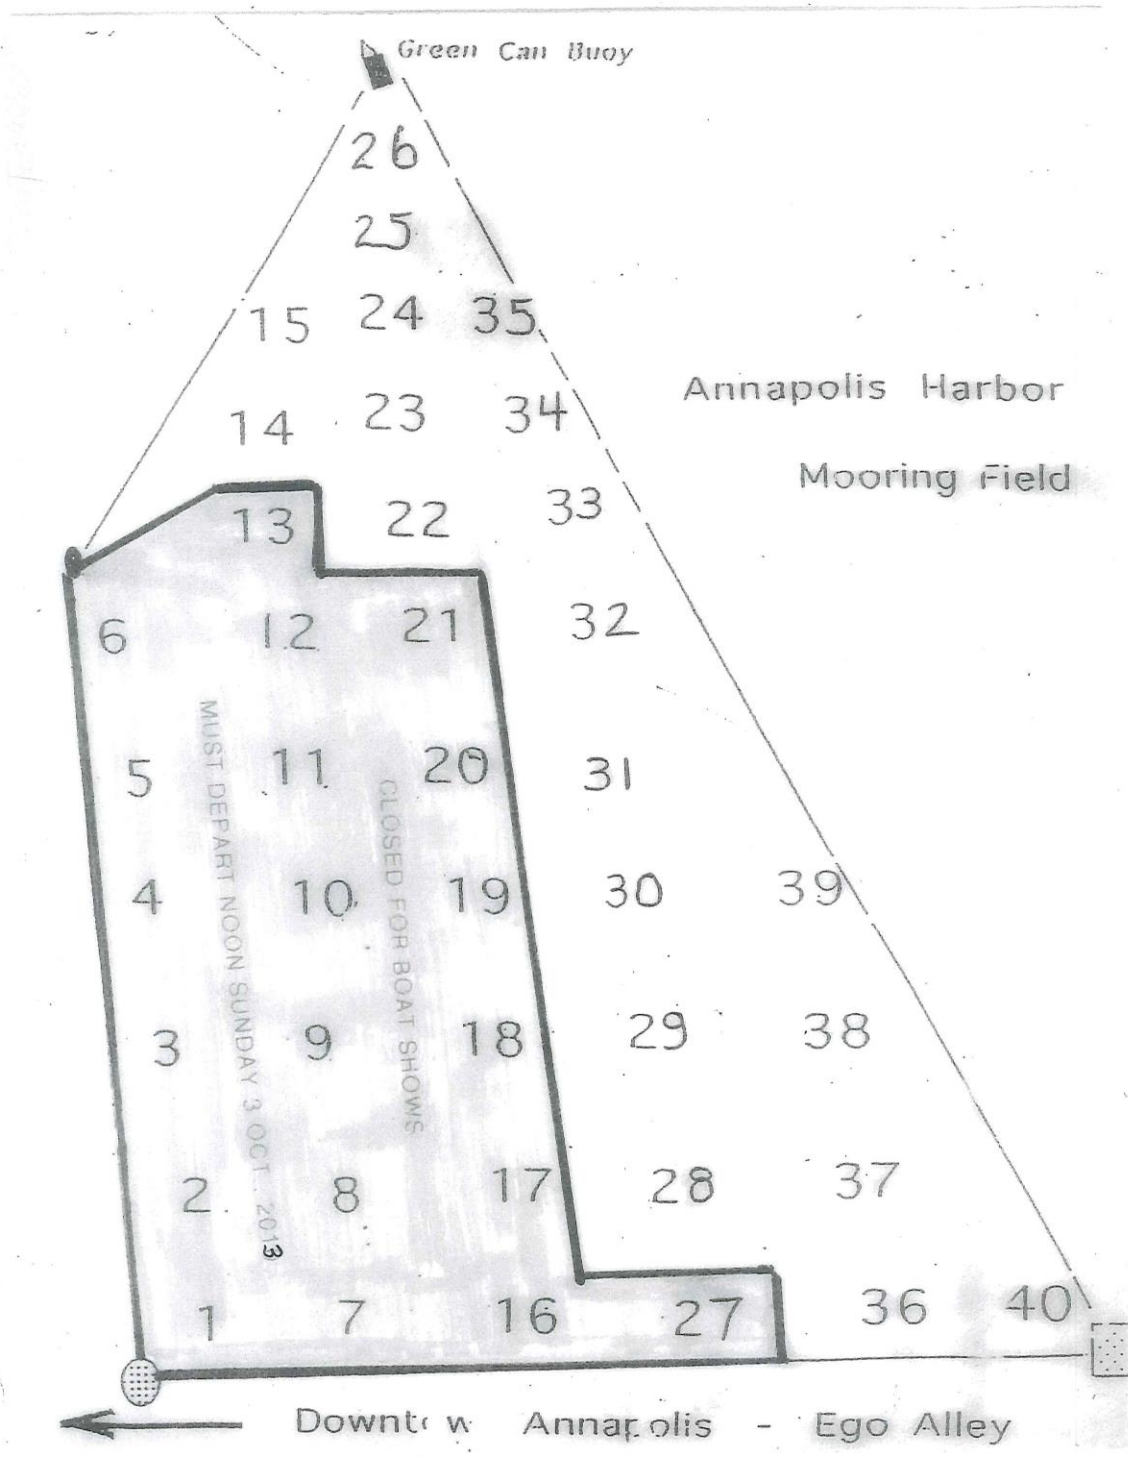 Green Can Buoy
26
25
15 24 35
14 23 34
Annapolis Harbor
Mooring Field
13 22 33
6 12 21 32
5 11 20 31
4 10 19 30 39
3 9 18 29 38
2 8 17 28 37
1 7 16 27 36 40
MUST DEPART NOON SUNDAY 3 OCT. 2013
CLOSED FOR BOAT SHOWS
Downtow Annapolis - Ego Alley